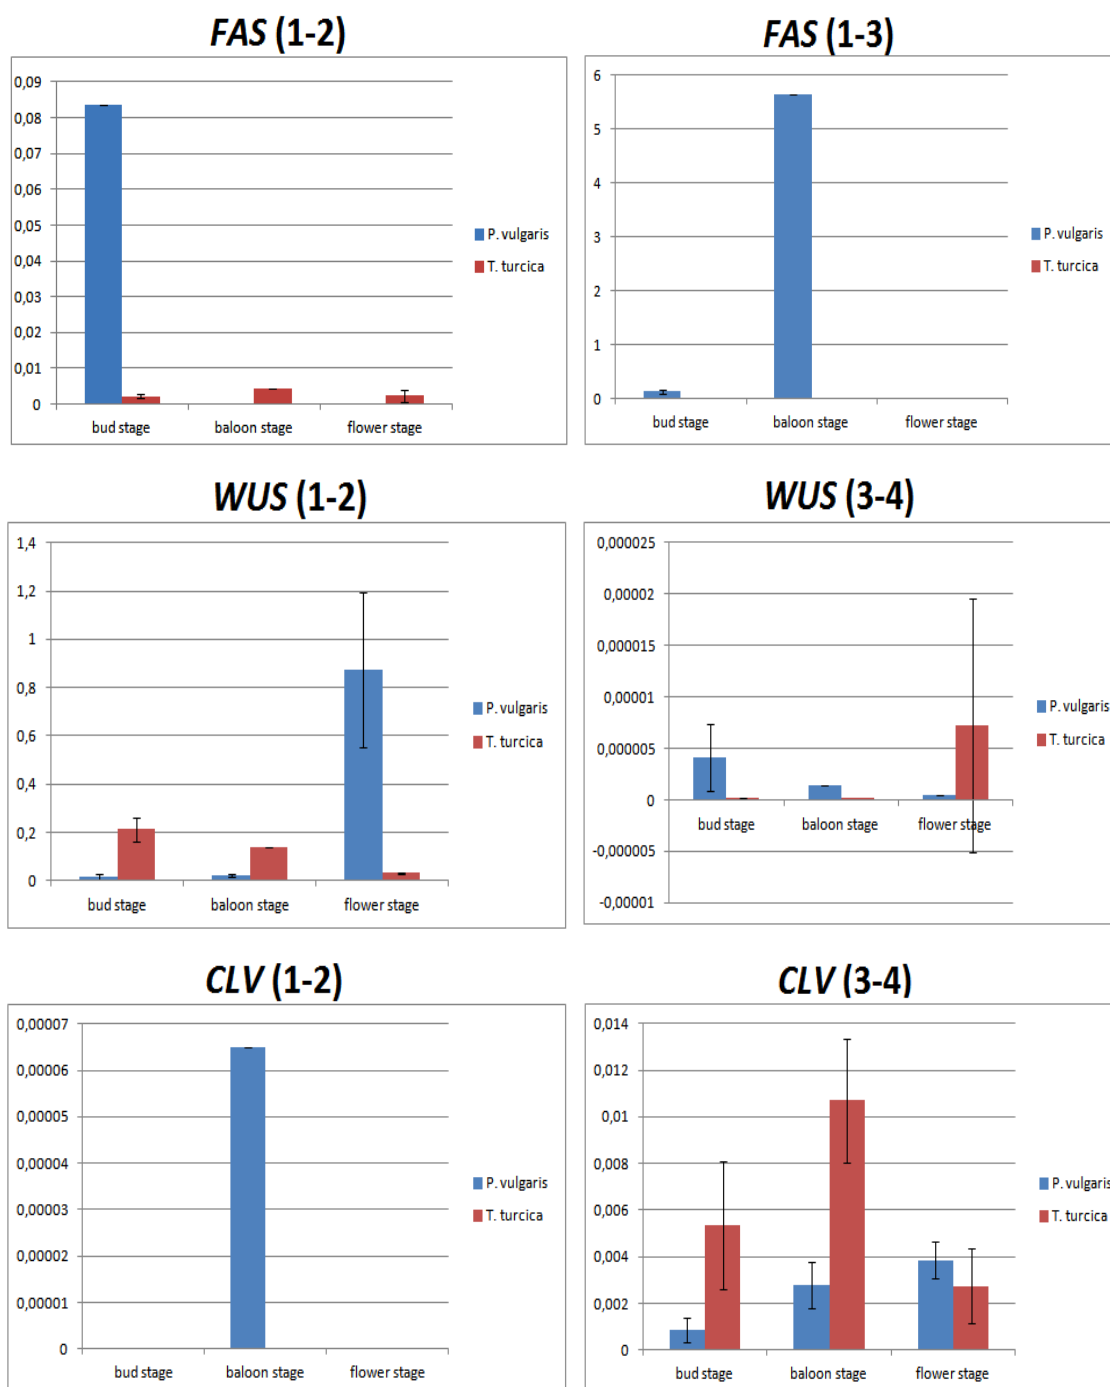 FAS (1-2)
0,09
0,08
0,07
0,06
0,05
0,04
0,03
0,02
0,01
0
bud stage baloon stage flower stage
P. vulgaris
T. turcica
FAS (1-3)
6
5
4
3
2
1
0
bud stage baloon stage flower stage
P. vulgaris
T. turcica
WUS (1-2)
1,4
1,2
1
0,8
0,6
0,4
0,2
0
bud stage baloon stage flower stage
P. vulgaris
T. turcica
WUS (3-4)
0,000025
0,00002
0,000015
0,00001
0,000005
0
-0,000005
-0,00001
bud stage baloon stage flower stage
P. vulgaris
T. turcica
CLV (1-2)
0,00007
0,00006
0,00005
0,00004
0,00003
0,00002
0,00001
0
bud stage baloon stage flower stage
P. vulgaris
T. turcica
CLV (3-4)
0,014
0,012
0,01
0,008
0,006
0,004
0,002
0
bud stage baloon stage flower stage
P. vulgaris
T. turcica